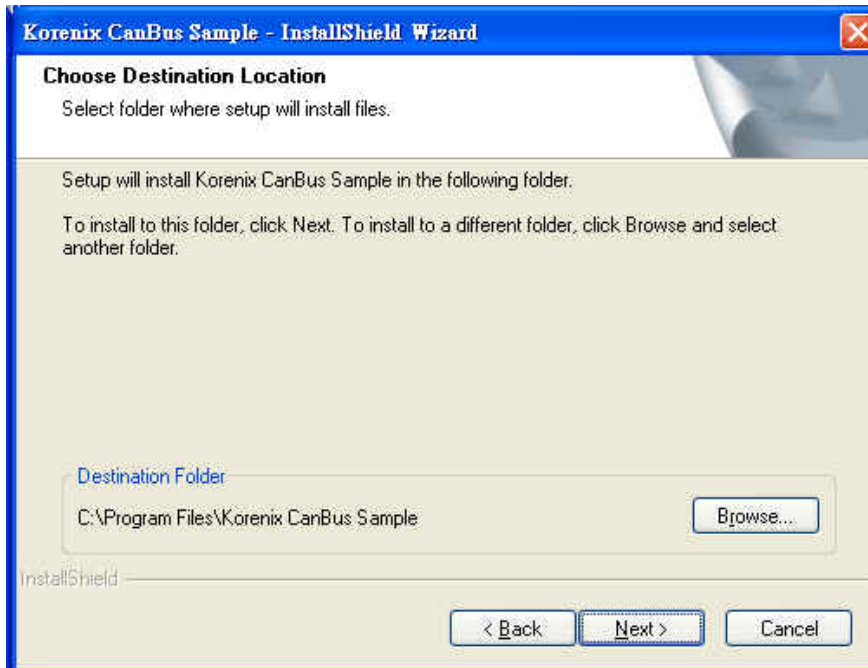 Korenix CanBus Sample - InstallShield Wizard
Choose Destination Location
Select folder where setup will install files.
Setup will install Korenix CanBus Sample in the following folder.
To install to this folder, click Next. To install to a different folder, click Browse and select
another folder.
Destination Folder
C:\Program Files\Korenix CanBus Sample
Browse...
InstallShield
< Back
Next >
Cancel